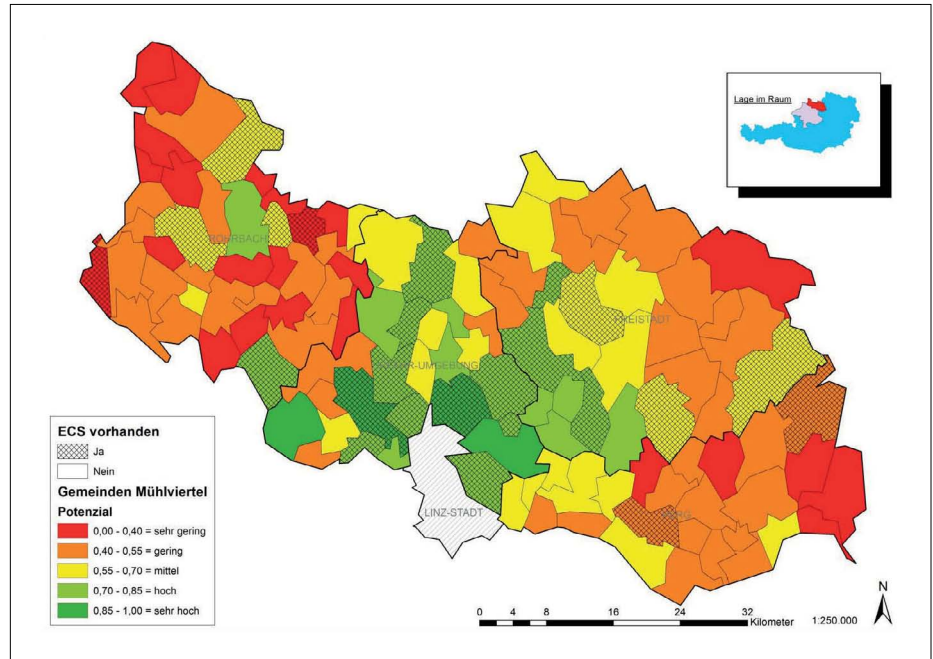 Lage im Raum
ROHRBACH
FREISTADT
URFAHR-UMGEBUNG
LINZ-STADT
PERG
ECS vorhanden
Ja
Nein
Gemeinden Mühlviertel
Potenzial
0,00 - 0,40 = sehr gering
0,40 - 0,55 = gering
0,55 - 0,70 = mittel
0,70 - 0,85 = hoch
0,85 - 1,00 = sehr hoch
N
0 4 8 16 24 32
Kilometer
1:250.000